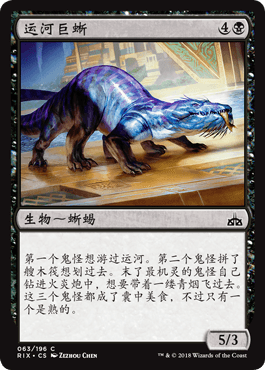 运河巨蜥 4
生物～蜥蜴
第一个鬼怪想游过运河。第二个鬼怪拼了
艘木筏想划过去。末了最机灵的鬼怪自己
钻进火炎炮中，想要带着一缕青烟飞过去。
这三个鬼怪都成了囊中美食，不过只有一
个是熟的。
5/3
063/196 C
RIX • CS ZEZHOU CHEN
™ & © 2018 Wizards of the Coast